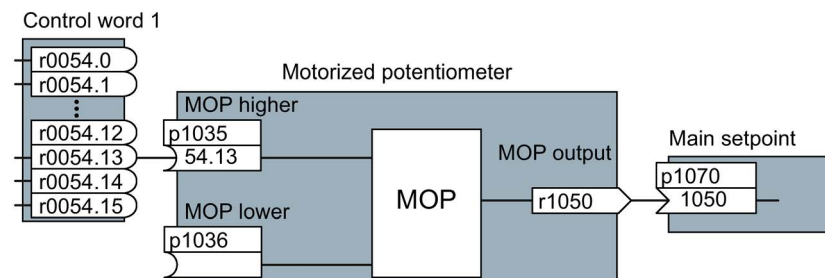 Control word 1
r0054.0
r0054.1
r0054.12
r0054.13
r0054.14
r0054.15
Motorized potentiometer
MOP higher
p1035
54.13
MOP lower
p1036
MOP
MOP output
r1050
Main setpoint
p1070
1050